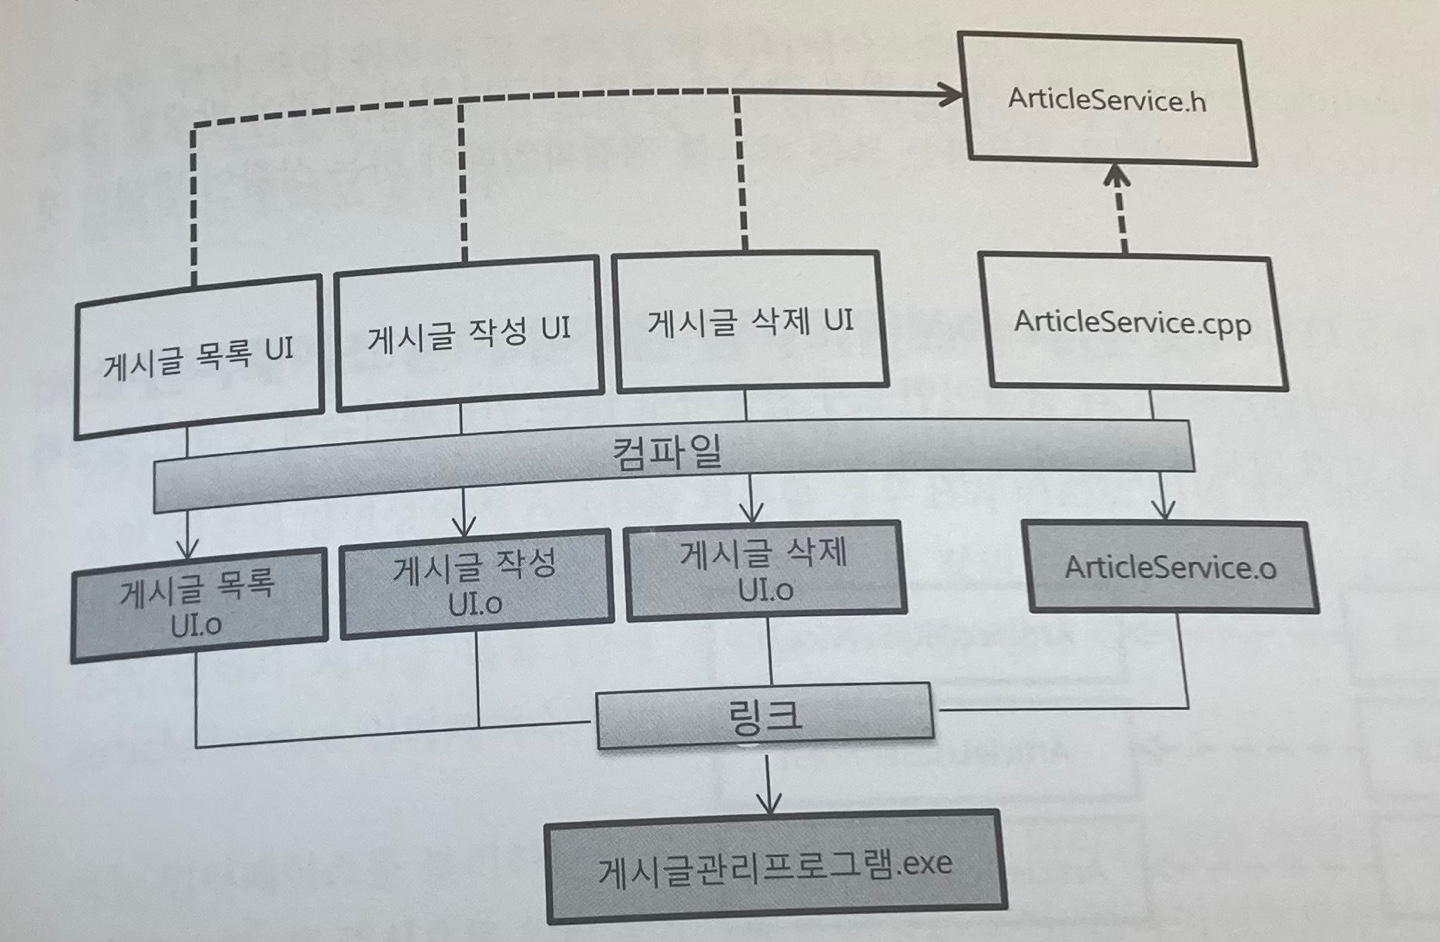 ArticleService.h
게시글 목록 UI
게시글 작성 UI
게시글 삭제 UI
ArticleService.cpp
컴파일
게시글 목록
UI.o
게시글 작성
UI.o
게시글 삭제
UI.o
ArticleService.o
링크
게시글관리프로그램.exe